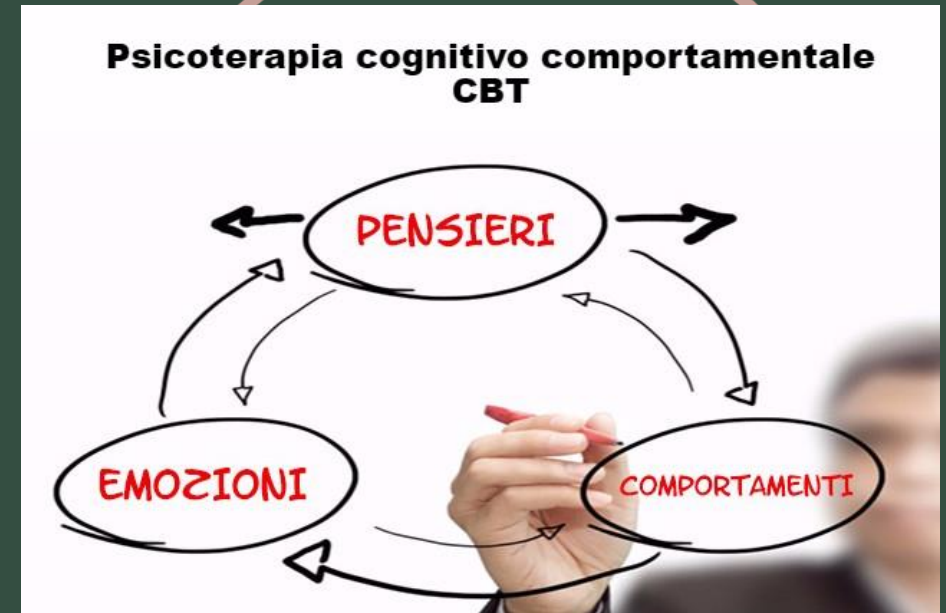 Psicoterapia cognitivo comportamentale
CBT
PENSIERI
EMOZIONI
COMPORTAMENTI